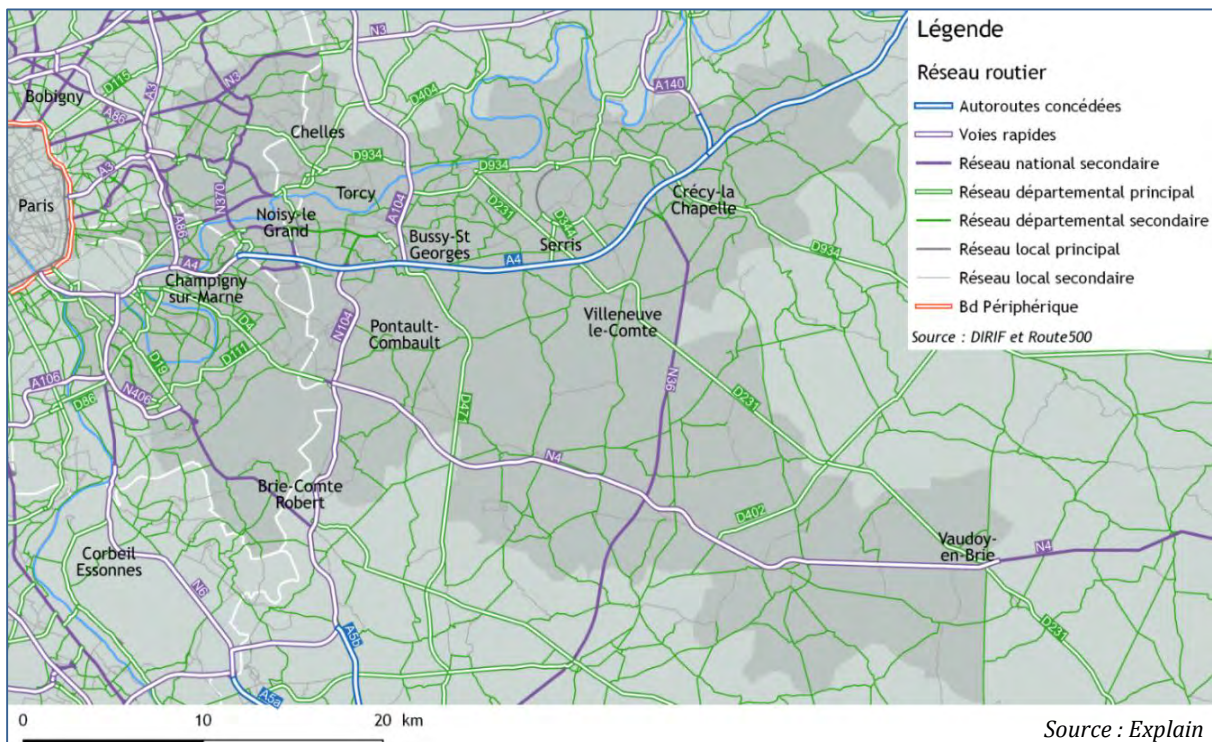 Légende
Réseau routier
Autoroutes concédées
Voies rapides
Réseau national secondaire
Réseau départemental principal
Réseau départemental secondaire
Réseau local principal
Réseau local secondaire
Bd Périphérique
Source : DIRIF et Route500
N3
A140
D115
A3
N3
D404
Bobigny
A86
Chelles
D934
D934
A3
N370
Torcy
A104
Crécy-la
Chapelle
Paris
Noisy-le
Grand
D231
D344
A86
Bussy-St
Georges
Serris
D934
A4
A4
Champigny
sur-Marne
N104
Pontault-
Combault
Villeneuve
le-Comte
D4
D111
D19
A106
N406
D86
N36
D231
D471
N4
Brie-Comte
Robert
D402
Vaudoy-
en-Brie
N4
Corbeil
Essonnes
N6
D231
A5b
A5a
0 10 20 km
Source : Explain